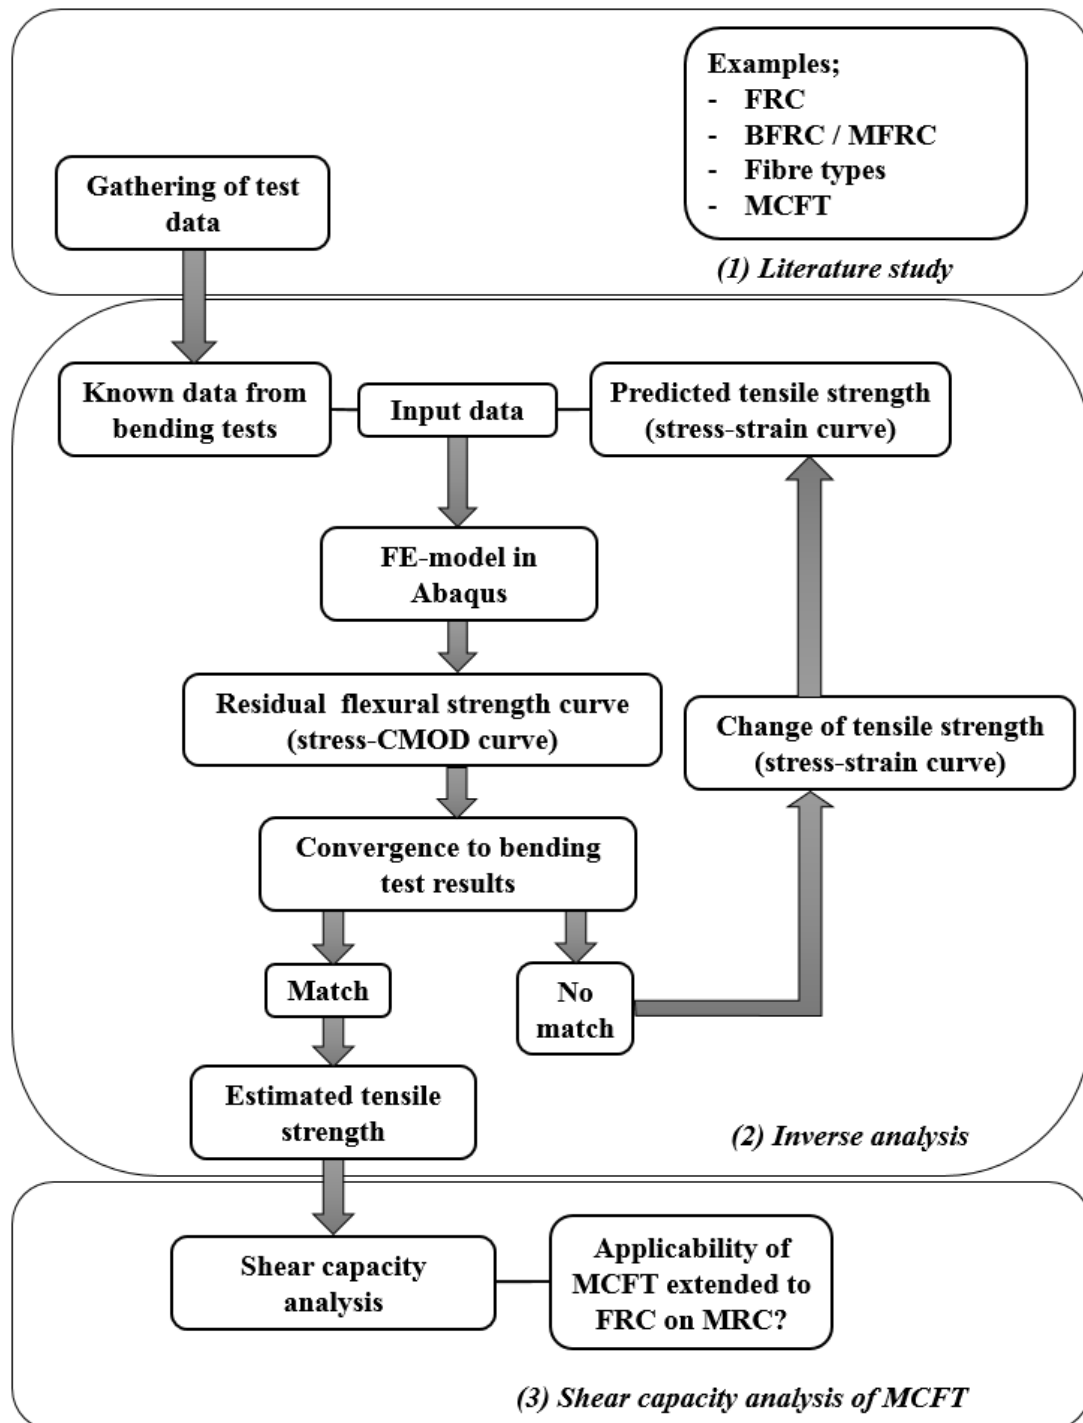 Examples;
- FRC
- BFRC / MFRC
- Fibre types
- MCFT
Gathering of test
data
(1) Literature study
Known data from
bending tests
Input data
Predicted tensile strength
(stress-strain curve)
FE-model in
Abaqus
Residual flexural strength curve
(stress-CMOD curve)
Change of tensile strength
(stress-strain curve)
Convergence to bending
test results
Match
No
match
Estimated tensile
strength
(2) Inverse analysis
Shear capacity
analysis
Applicability of
MCFT extended to
FRC on MRC?
(3) Shear capacity analysis of MCFT